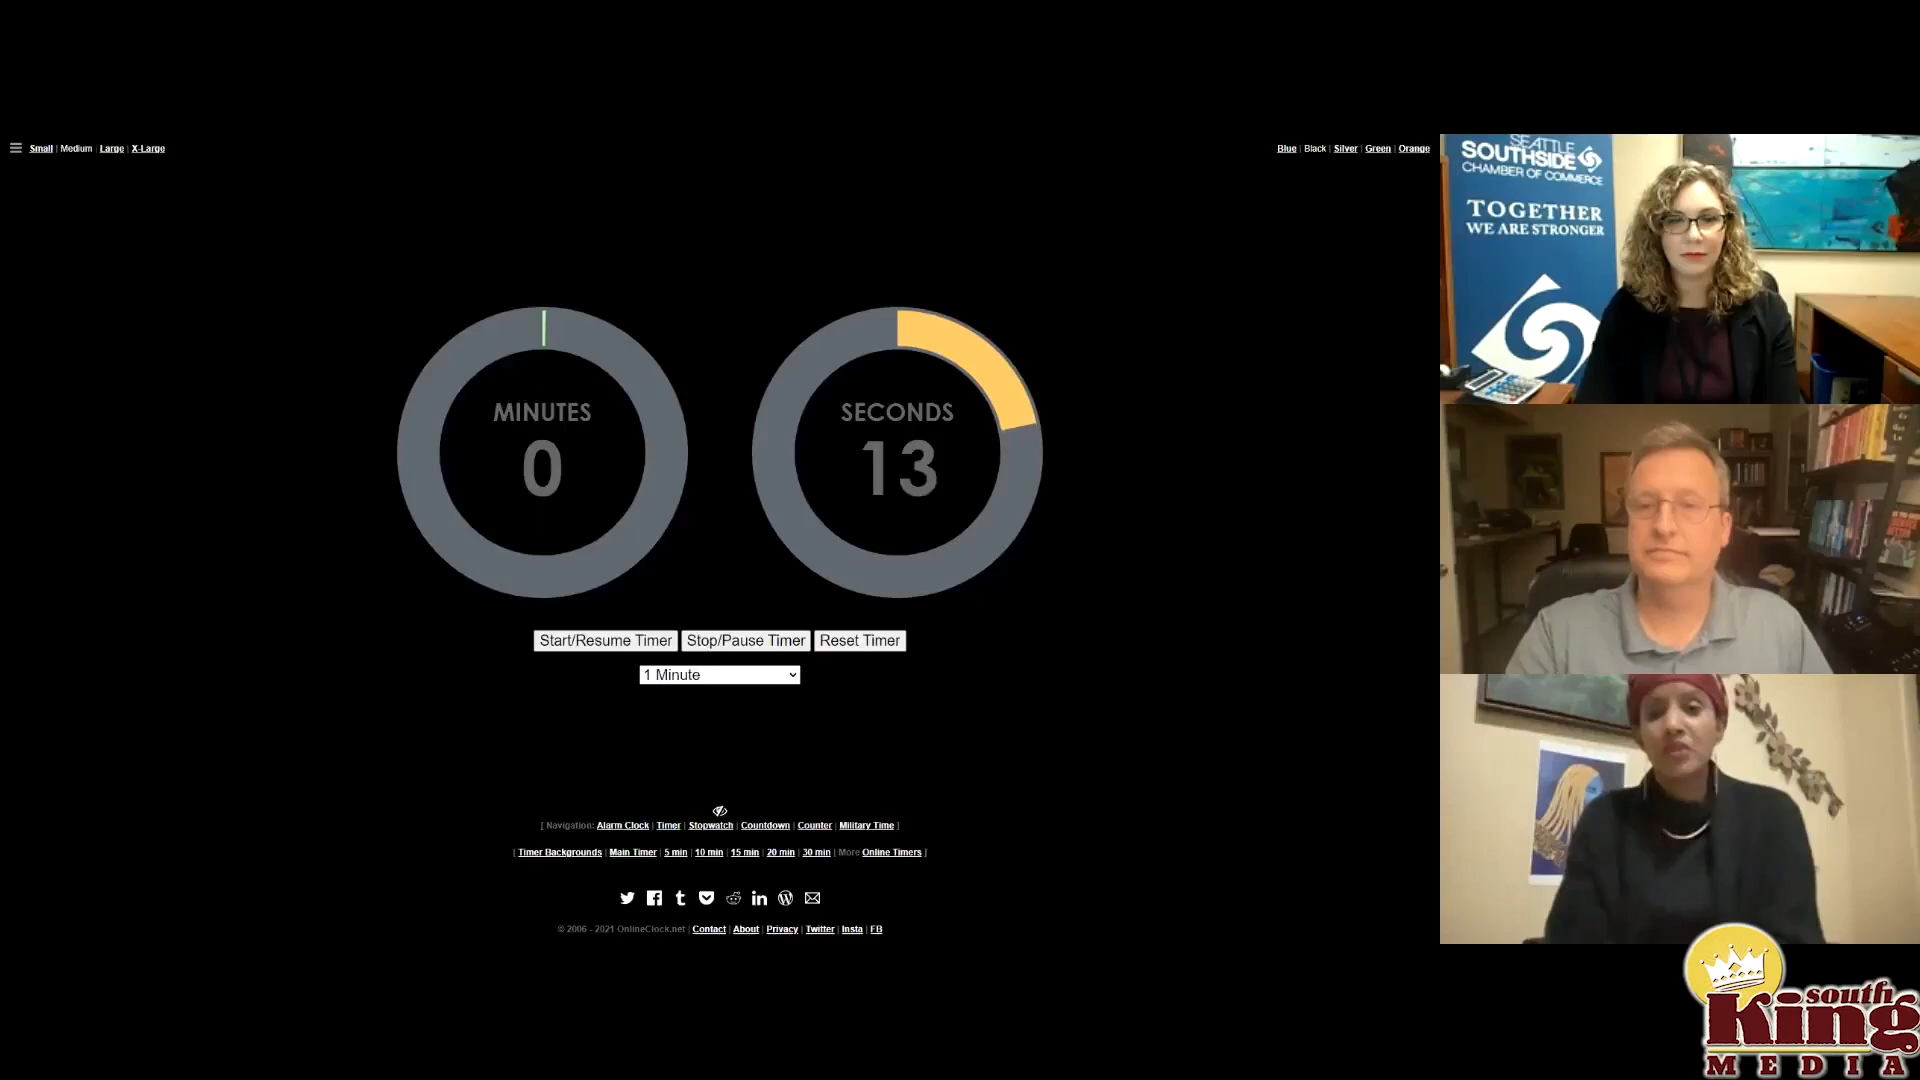 Small | Medium | Large | X-Large
Blue | Black | Silver | Green | Orange
SEATTLE
SOUTHSIDE
CHAMBER OF COMMERCE
TOGETHER
WE ARE STRONGER
MINUTES
0
SECONDS
13
Start/Resume Timer
Stop/Pause Timer
Reset Timer
1 Minute
[ Navigation: Alarm Clock | Timer | Stopwatch | Countdown | Counter | Military Time ]
[ Timer Backgrounds | Main Timer | 5 min | 10 min | 15 min | 20 min | 30 min | More Online Timers ]
© 2006 - 2021 OnlineClock.net | Contact | About | Privacy | Twitter | Insta | FB
south
King
MEDIA